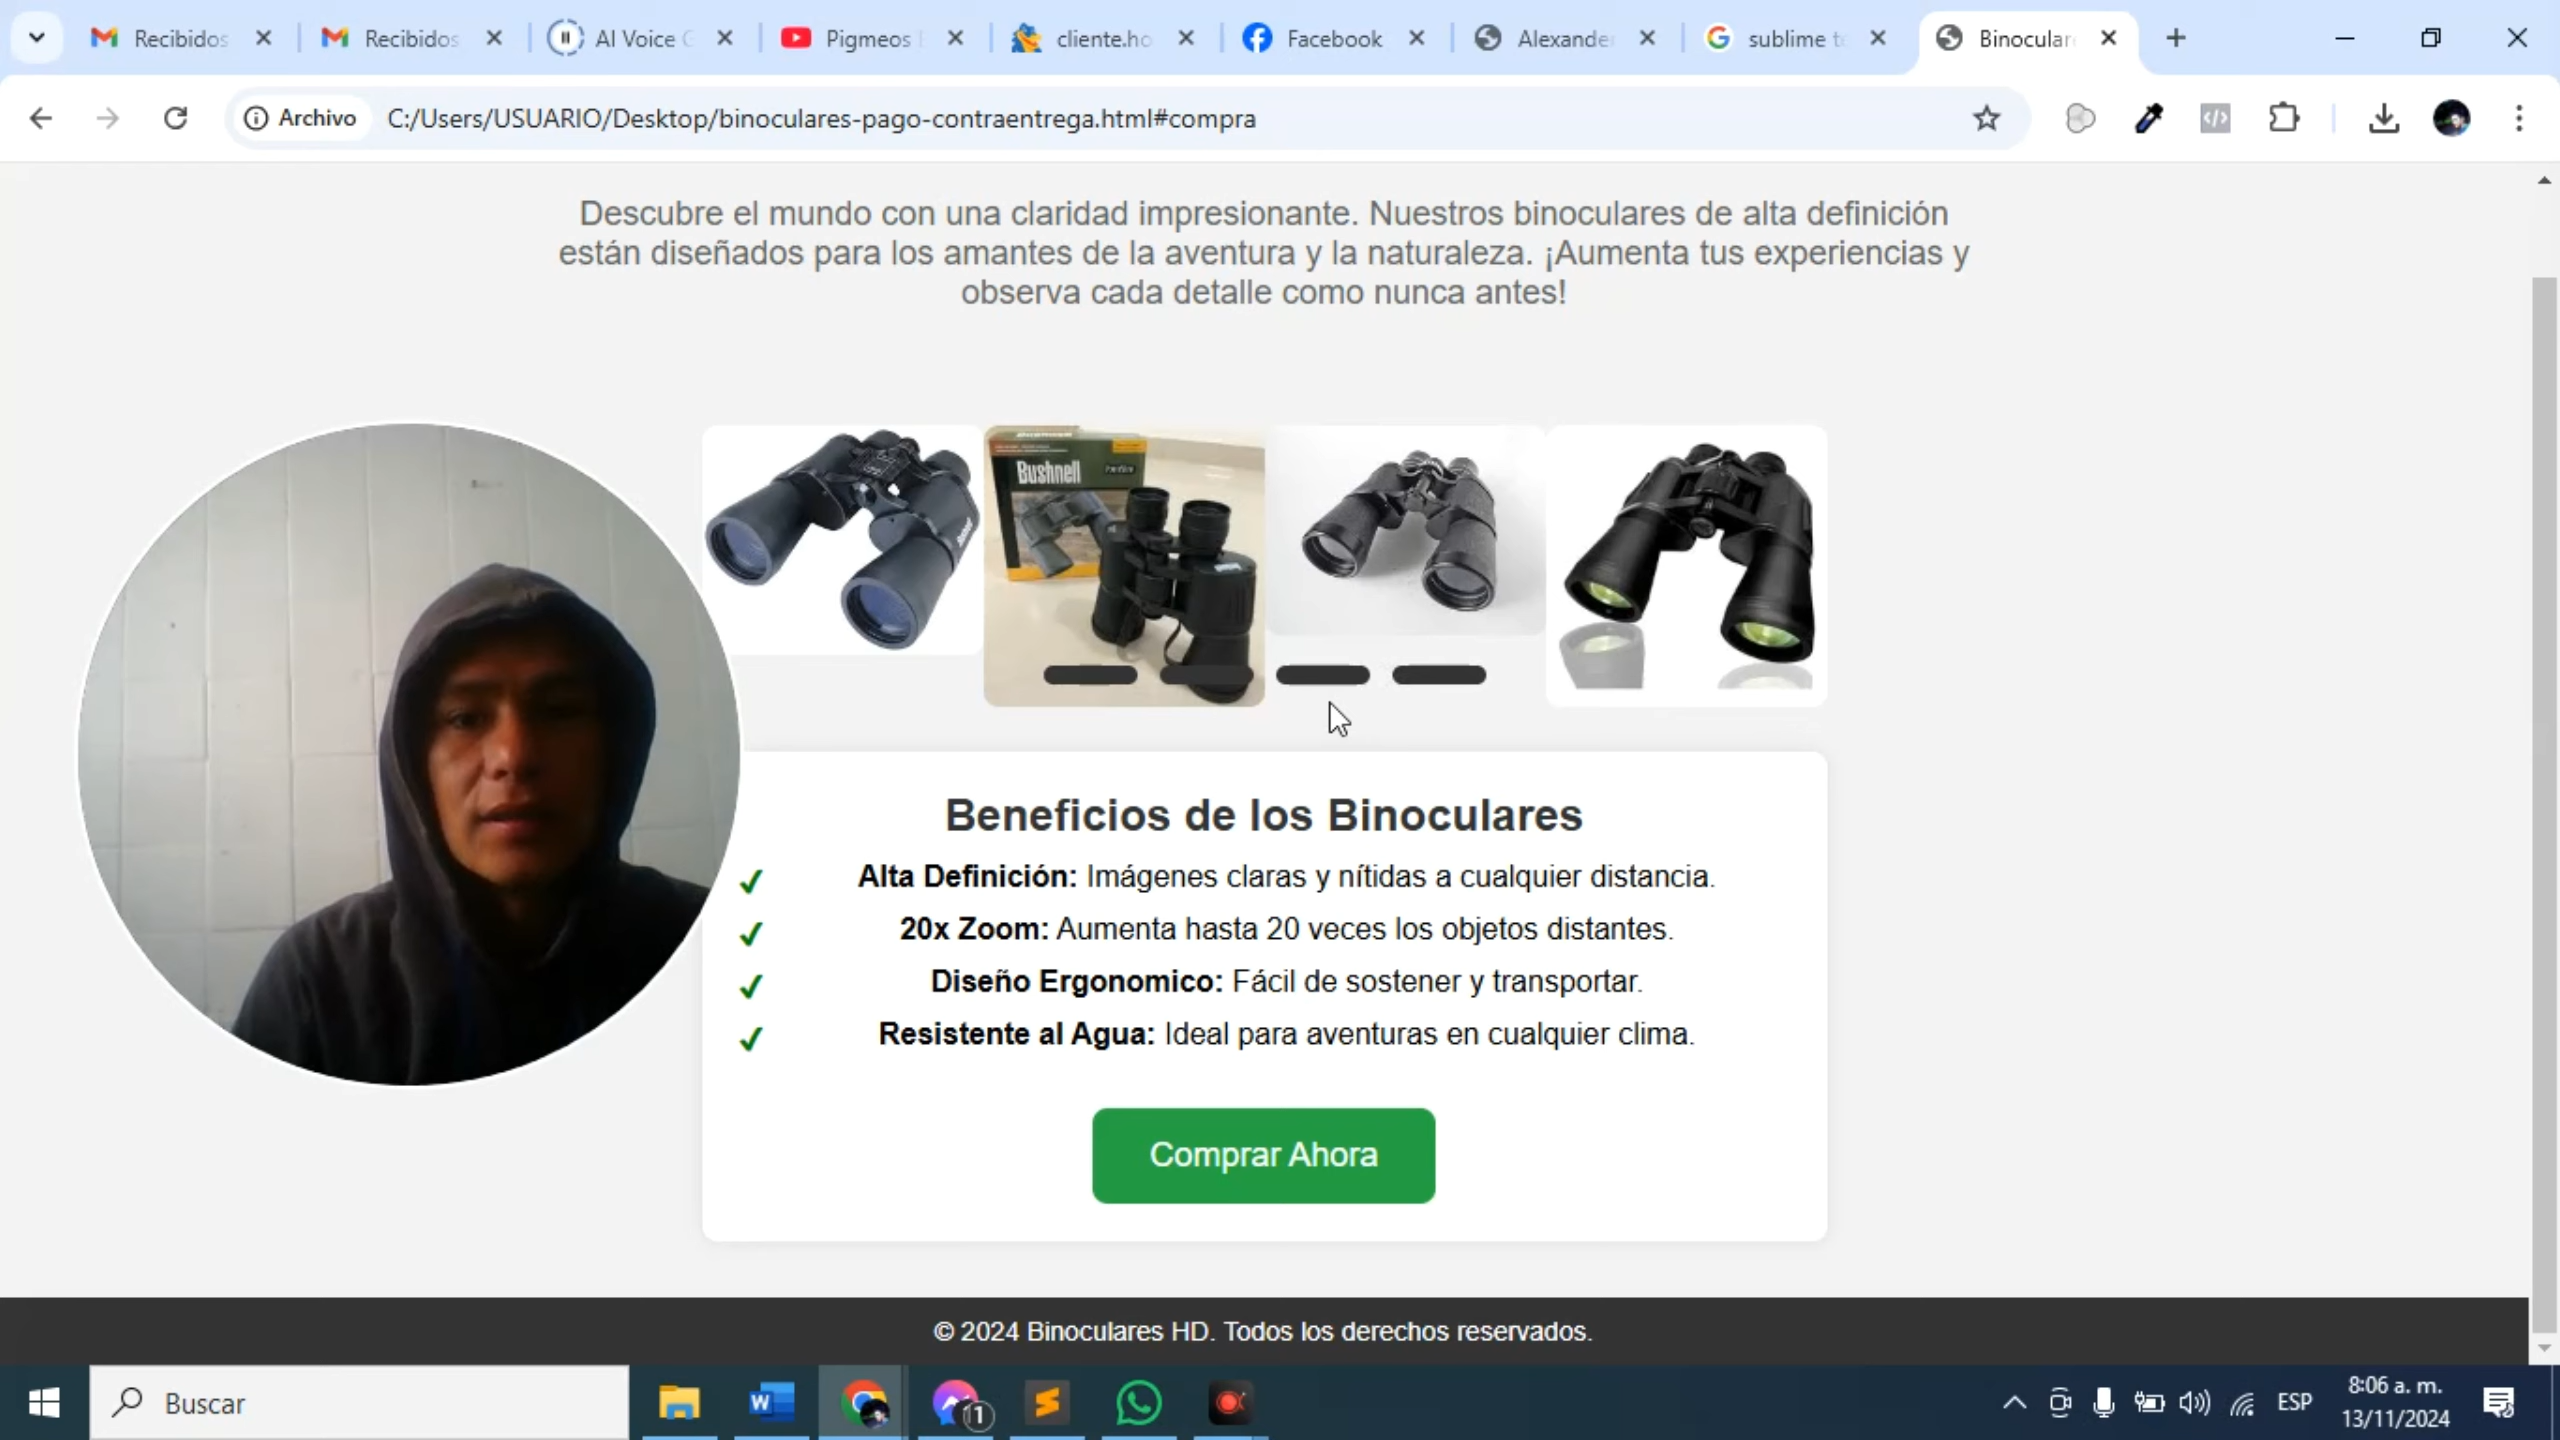 Recibidos
Recibidos
AI Voice G
Pigmeos
cliente.ho
Facebook
Alexande
sublime t
Binocular
Archivo
C:/Users/USUARIO/Desktop/binoculares-pago-contraentrega.html#compra
Descubre el mundo con una claridad impresionante. Nuestros binoculares de alta definición
están diseñados para los amantes de la aventura y la naturaleza. ¡Aumenta tus experiencias y
observa cada detalle como nunca antes!
Bushnell
Beneficios de los Binoculares
✔ Alta Definición: Imágenes claras y nítidas a cualquier distancia.
✔ 20x Zoom: Aumenta hasta 20 veces los objetos distantes.
✔ Diseño Ergonomico: Fácil de sostener y transportar.
✔ Resistente al Agua: Ideal para aventuras en cualquier clima.
Comprar Ahora
© 2024 Binoculares HD. Todos los derechos reservados.
Buscar
1
ESP
8:06 a. m.
13/11/2024